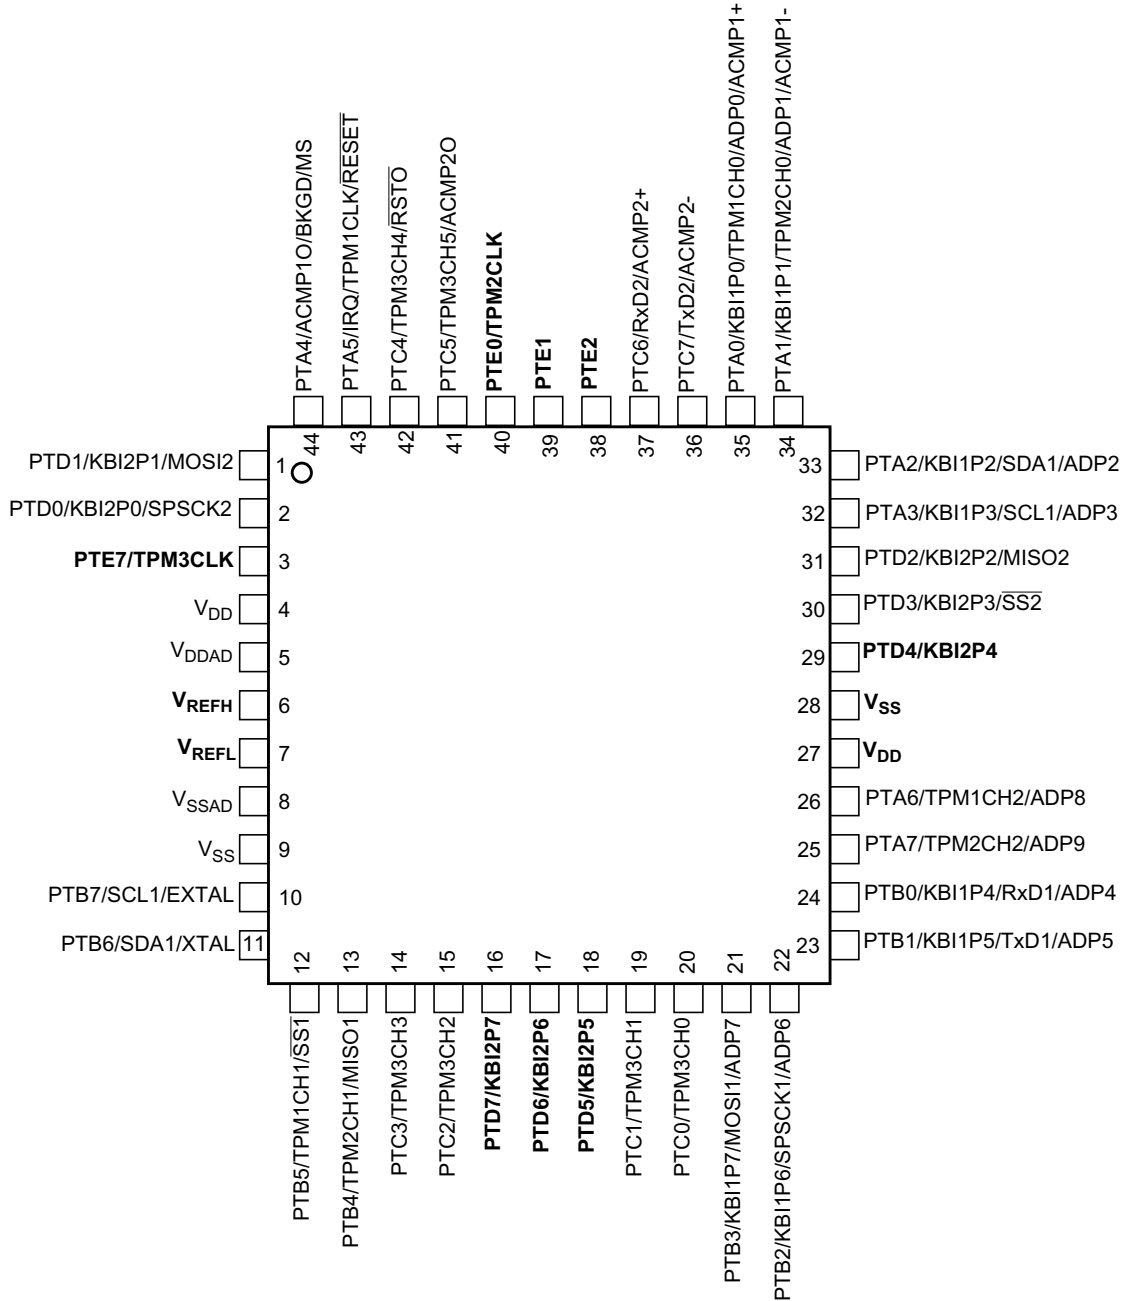 PTA4/ACMP1O/BKGD/MS
PTA5/IRQ/TPM1CLK/RESET
PTC4/TPM3CH4/RSTO
PTC5/TPM3CH5/ACMP2O
PTE0/TPM2CLK
PTE1
PTE2
PTC6/RxD2/ACMP2+
PTC7/TxD2/ACMP2-
PTA0/KBI1P0/TPM1CH0/ADP0/ACMP1+
PTA1/KBI1P1/TPM2CH0/ADP1/ACMP1-
44
43
42
41
40
39
38
37
36
35
34
PTD1/KBI2P1/MOSI2 1
PTD0/KBI2P0/SPSCK2 2
PTE7/TPM3CLK 3
VDD 4
VDDAD 5
VREFH 6
VREFL 7
VSSAD 8
VSS 9
PTB7/SCL1/EXTAL 10
PTB6/SDA1/XTAL 11
33 PTA2/KBI1P2/SDA1/ADP2
32 PTA3/KBI1P3/SCL1/ADP3
31 PTD2/KBI2P2/MISO2
30 PTD3/KBI2P3/SS2
29 PTD4/KBI2P4
28 VSS
27 VDD
26 PTA6/TPM1CH2/ADP8
25 PTA7/TPM2CH2/ADP9
24 PTB0/KBI1P4/RxD1/ADP4
23 PTB1/KBI1P5/TxD1/ADP5
12
13
14
15
16
17
18
19
20
21
22
PTB5/TPM1CH1/SS1
PTB4/TPM2CH1/MISO1
PTC3/TPM3CH3
PTC2/TPM3CH2
PTD7/KBI2P7
PTD6/KBI2P6
PTD5/KBI2P5
PTC1/TPM3CH1
PTC0/TPM3CH0
PTB3/KBI1P7/MOSI1/ADP7
PTB2/KBI1P6/SPSCK1/ADP6